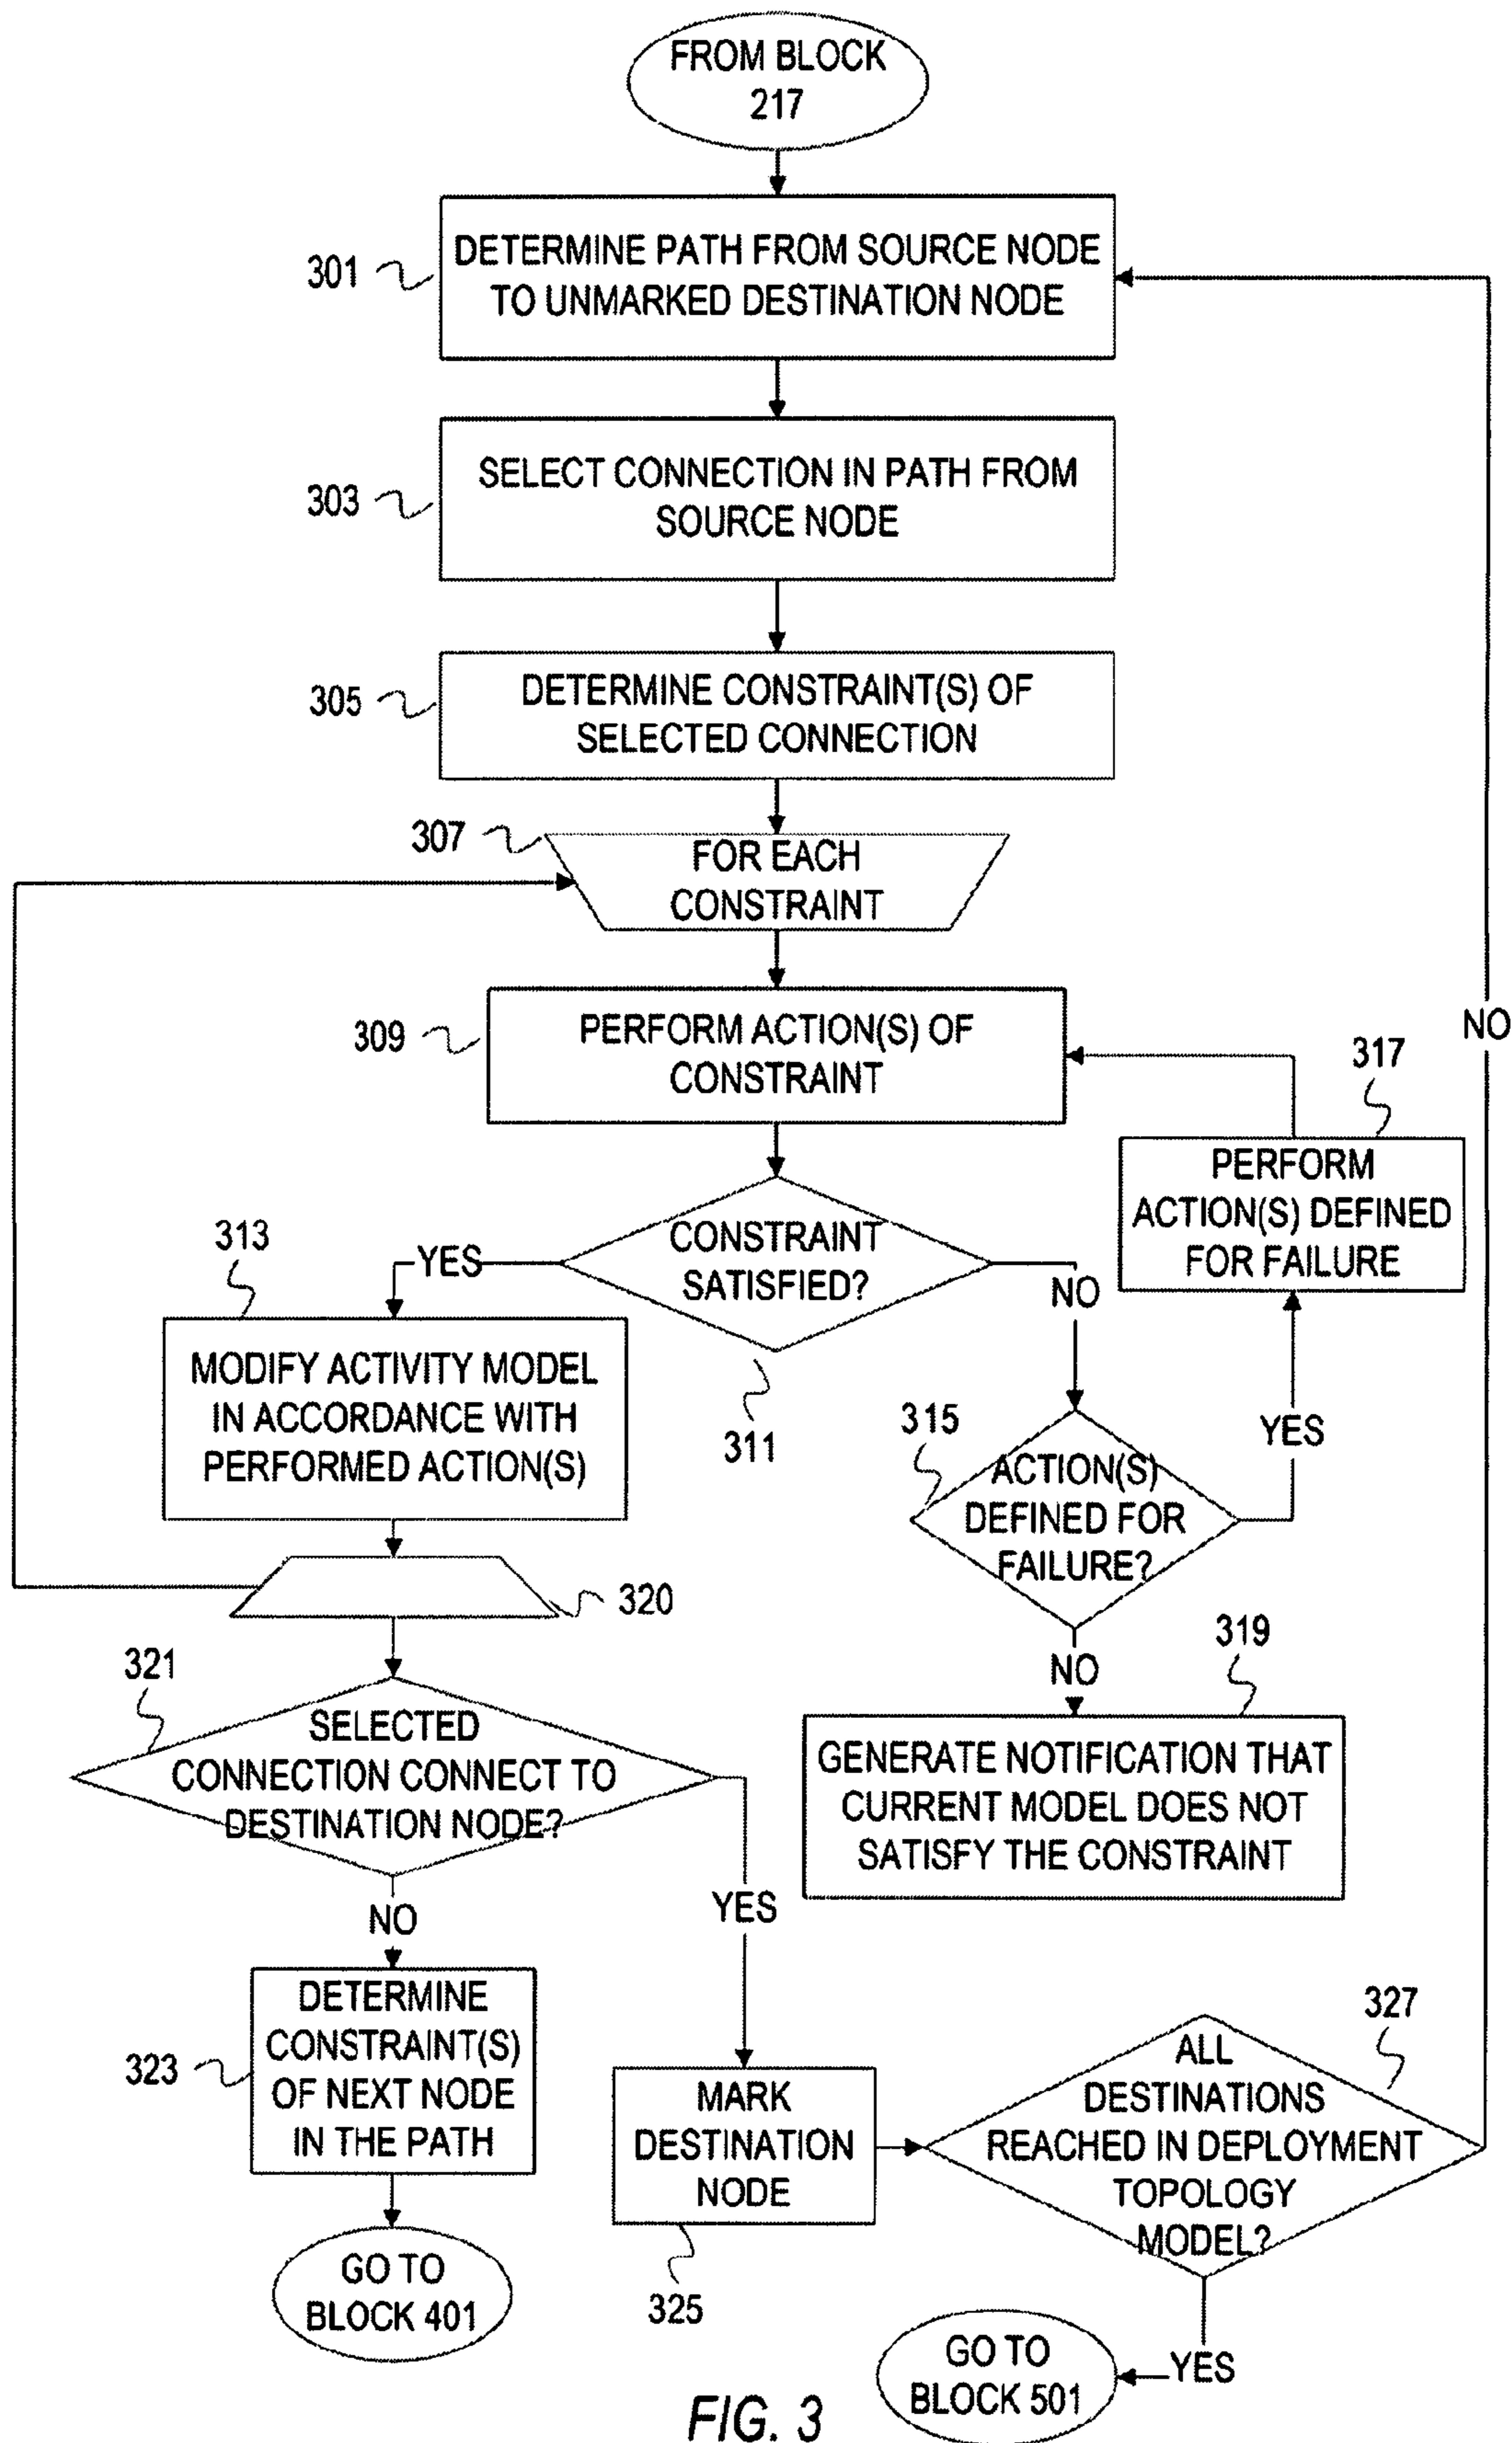 FROM BLOCK
217
301
DETERMINE PATH FROM SOURCE NODE
TO UNMARKED DESTINATION NODE
303
SELECT CONNECTION IN PATH FROM
SOURCE NODE
305
DETERMINE CONSTRAINT(S) OF
SELECTED CONNECTION
307
FOR EACH
CONSTRAINT
309
PERFORM ACTION(S) OF
CONSTRAINT
NO
317
PERFORM
ACTION(S) DEFINED
FOR FAILURE
313
YES
CONSTRAINT
SATISFIED?
NO
311
MODIFY ACTIVITY MODEL
IN ACCORDANCE WITH
PERFORMED ACTION(S)
315
YES
ACTION(S)
DEFINED FOR
FAILURE?
320
NO
319
GENERATE NOTIFICATION THAT
CURRENT MODEL DOES NOT
SATISFY THE CONSTRAINT
321
SELECTED
CONNECTION CONNECT TO
DESTINATION NODE?
NO
YES
323
DETERMINE
CONSTRAINT(S)
OF NEXT NODE
IN THE PATH
GO TO
BLOCK 401
MARK
DESTINATION
NODE
325
327
ALL
DESTINATIONS
REACHED IN DEPLOYMENT
TOPOLOGY
MODEL?
YES
GO TO
BLOCK 501
FIG. 3